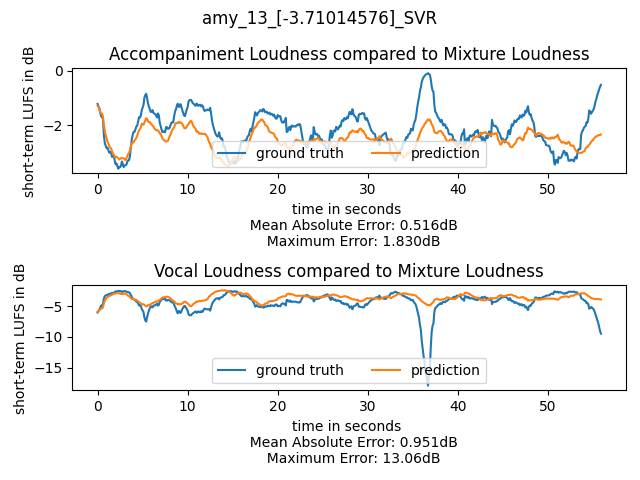 amy_13_[-3.71014576]_SVR
Accompaniment Loudness compared to Mixture Loudness
short-term LUFS in dB
0
−2
ground truth
prediction
0 10 20 30 40 50
time in seconds
Mean Absolute Error: 0.516dB
Maximum Error: 1.830dB
Vocal Loudness compared to Mixture Loudness
short-term LUFS in dB
−5
−10
−15
ground truth
prediction
0 10 20 30 40 50
time in seconds
Mean Absolute Error: 0.951dB
Maximum Error: 13.06dB